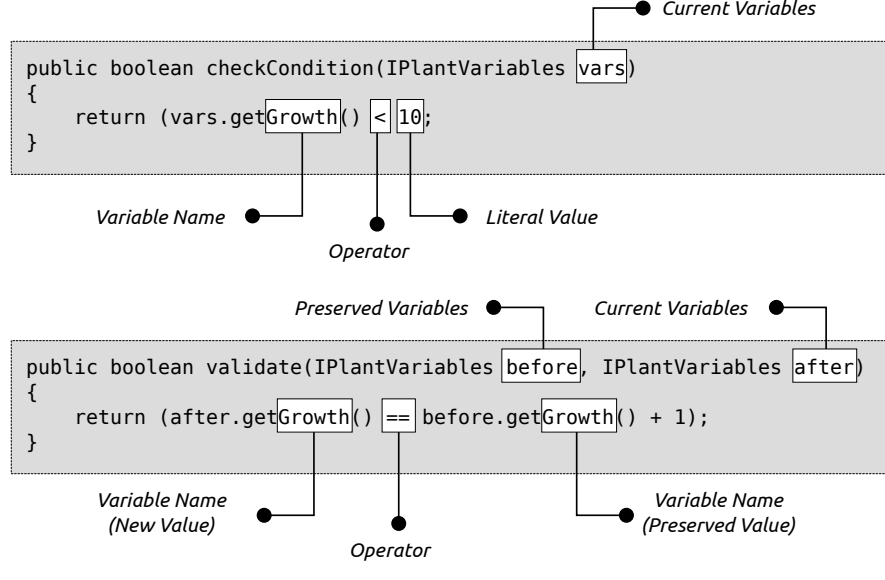 Current Variables
public boolean checkCondition(IPlantVariables vars)
{
    return (vars.getGrowth() < 10;
}
Variable Name
Literal Value
Operator
Preserved Variables
Current Variables
public boolean validate(IPlantVariables before, IPlantVariables after)
{
    return (after.getGrowth() == before.getGrowth() + 1);
}
Variable Name
(New Value)
Variable Name
(Preserved Value)
Operator